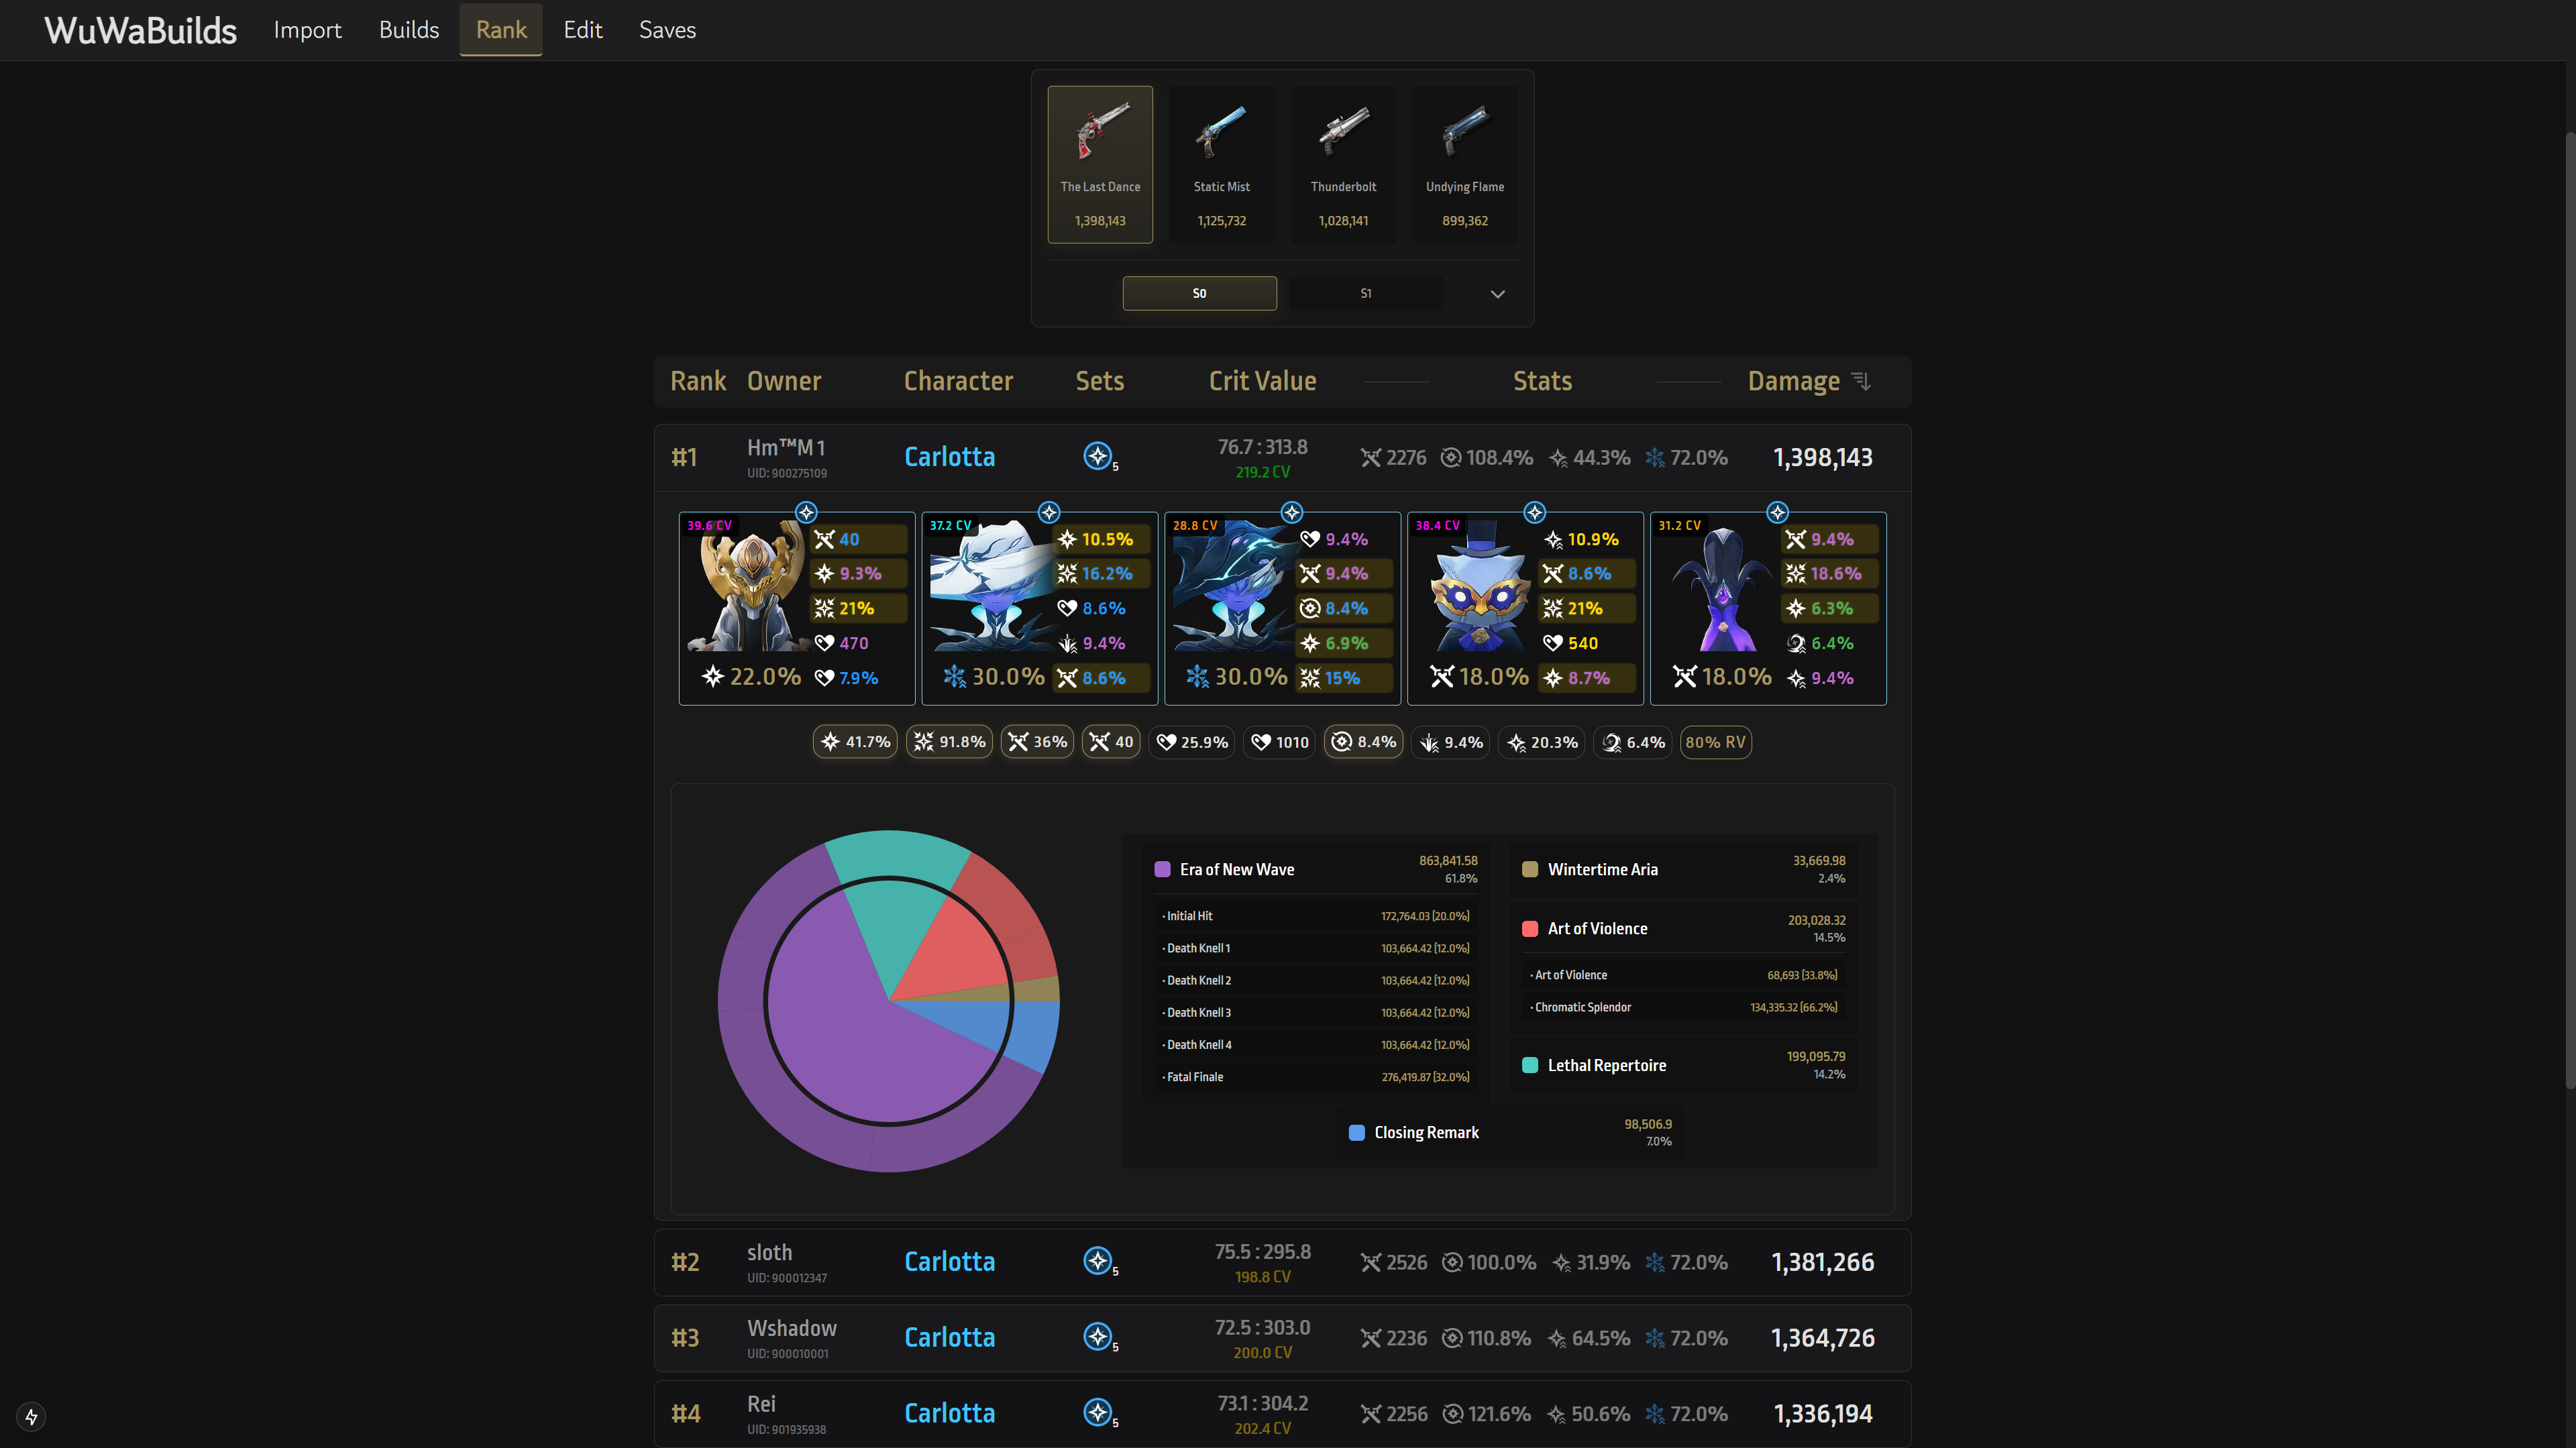 WuWaBuilds Import Builds Rank Edit Saves
The Last Dance Static Mist Thunderbolt Undying Flame
1,398,143 1,125,732 1,028,141 899,362
S0 S1
Rank Owner Character Sets Crit Value Stats Damage
#1 Hm™M 1 Carlotta 5 76.7 : 313.8 2276 108.4% 44.3% 72.0% 1,398,143
UID: 900275109 219.2 CV
39.6 CV 40 9.3% 21% 470 22.0% 7.9%
37.2 CV 10.5% 16.2% 8.6% 9.4% 30.0% 8.6%
28.8 CV 9.4% 9.4% 8.4% 6.9% 30.0% 15%
38.4 CV 10.9% 8.6% 21% 540 18.0% 8.7%
31.2 CV 9.4% 18.6% 6.3% 6.4% 18.0% 9.4%
41.7% 91.8% 36% 40 25.9% 1010 8.4% 9.4% 20.3% 6.4% 80% RV
Era of New Wave 863,841.58
61.8%
· Initial Hit 172,764.03 (20.0%)
· Death Knell 1 103,664.42 (12.0%)
· Death Knell 2 103,664.42 (12.0%)
· Death Knell 3 103,664.42 (12.0%)
· Death Knell 4 103,664.42 (12.0%)
· Fatal Finale 276,419.87 (32.0%)
Wintertime Aria 33,669.98
2.4%
Art of Violence 203,028.32
14.5%
· Art of Violence 68,693 (33.8%)
· Chromatic Splendor 134,335.32 (66.2%)
Lethal Repertoire 199,095.79
14.2%
Closing Remark 98,506.9
7.0%
#2 sloth Carlotta 5 75.5 : 295.8 2526 100.0% 31.9% 72.0% 1,381,266
UID: 900012347 198.8 CV
#3 Wshadow Carlotta 5 72.5 : 303.0 2236 110.8% 64.5% 72.0% 1,364,726
UID: 900010001 200.0 CV
#4 Rei Carlotta 5 73.1 : 304.2 2256 121.6% 50.6% 72.0% 1,336,194
UID: 901935938 202.4 CV